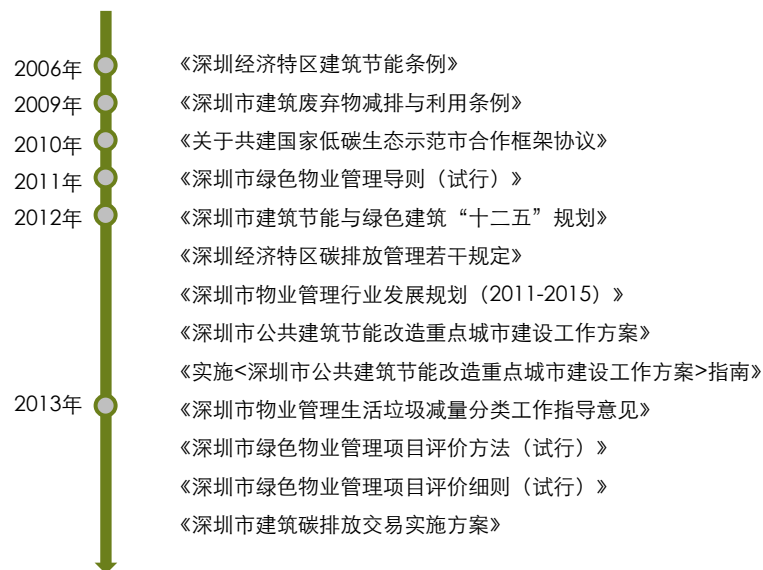 2006年 《深圳经济特区建筑节能条例》
2009年 《深圳市建筑废弃物减排与利用条例》
2010年 《关于共建国家低碳生态示范市合作框架协议》
2011年 《深圳市绿色物业管理导则（试行）》
2012年 《深圳市建筑节能与绿色建筑“十二五”规划》
《深圳经济特区碳排放管理若干规定》
《深圳市物业管理行业发展规划（2011-2015）》
《深圳市公共建筑节能改造重点城市建设工作方案》
《实施<深圳市公共建筑节能改造重点城市建设工作方案>指南》
2013年 《深圳市物业管理生活垃圾减量分类工作指导意见》
《深圳市绿色物业管理项目评价方法（试行）》
《深圳市绿色物业管理项目评价细则（试行）》
《深圳市建筑碳排放交易实施方案》